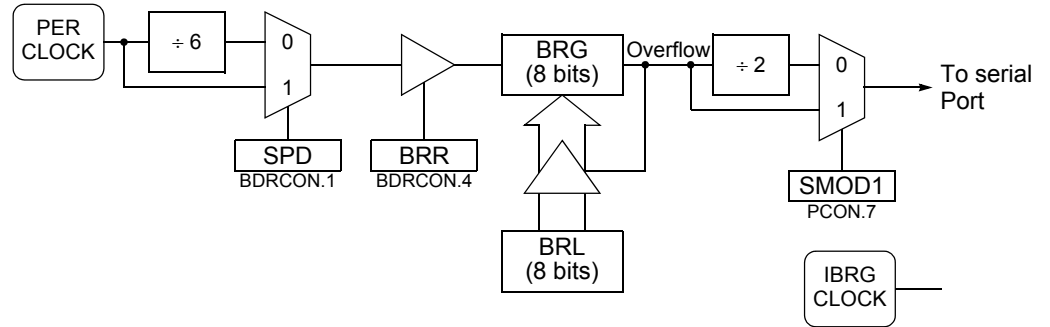 PER
CLOCK
÷ 6
0
1
SPD
BDRCON.1
BRR
BDRCON.4
BRG
(8 bits)
Overflow
BRL
(8 bits)
÷ 2
0
1
SMOD1
PCON.7
To serial
Port
IBRG
CLOCK